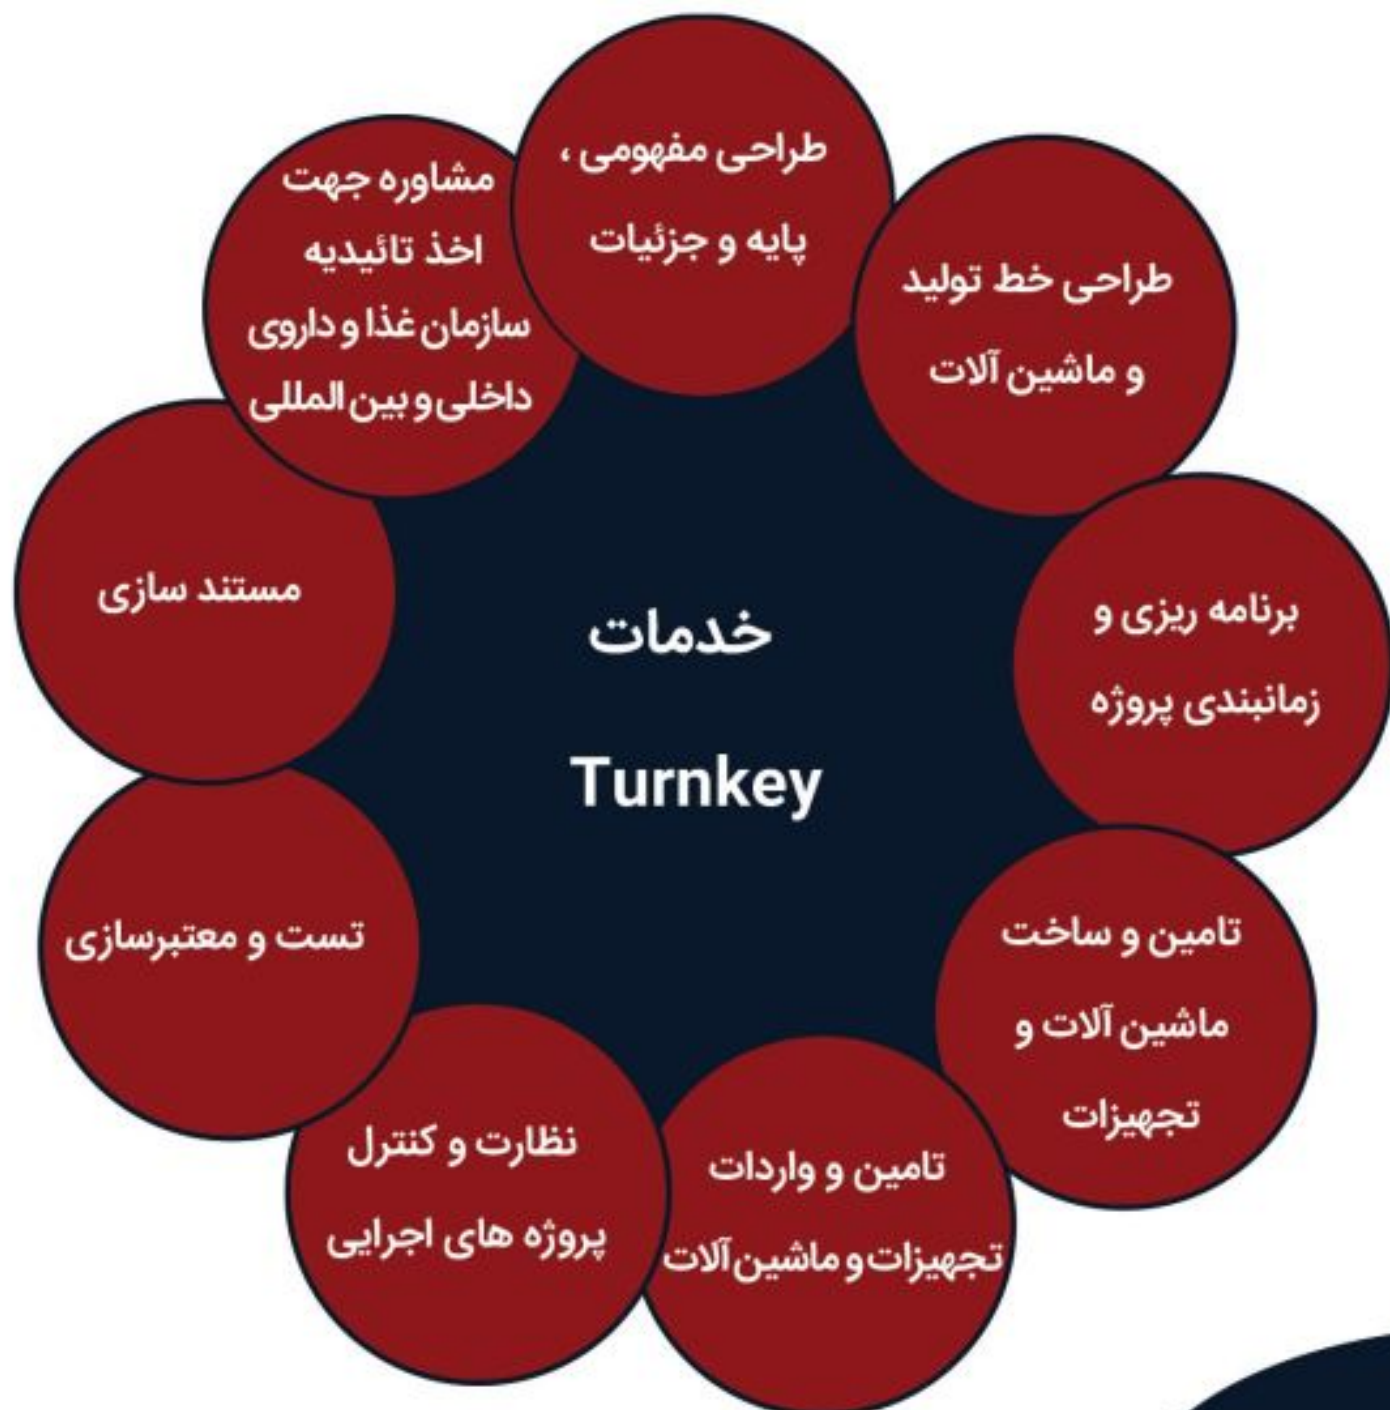 طراحی مفهومی ،
پایه و جزئیات
طراحی خط تولید
و ماشین آلات
برنامه ریزی و
زمانبندی پروژه
تامین و ساخت
ماشین آلات و
تجهیزات
تامین و واردات
تجهیزات و ماشین آلات
نظارت و کنترل
پروژه های اجرایی
تست و معتبرسازی
مستند سازی
مشاوره جهت
اخذ تائیدیه
سازمان غذا و داروی
داخلی و بین المللی
خدمات
Turnkey